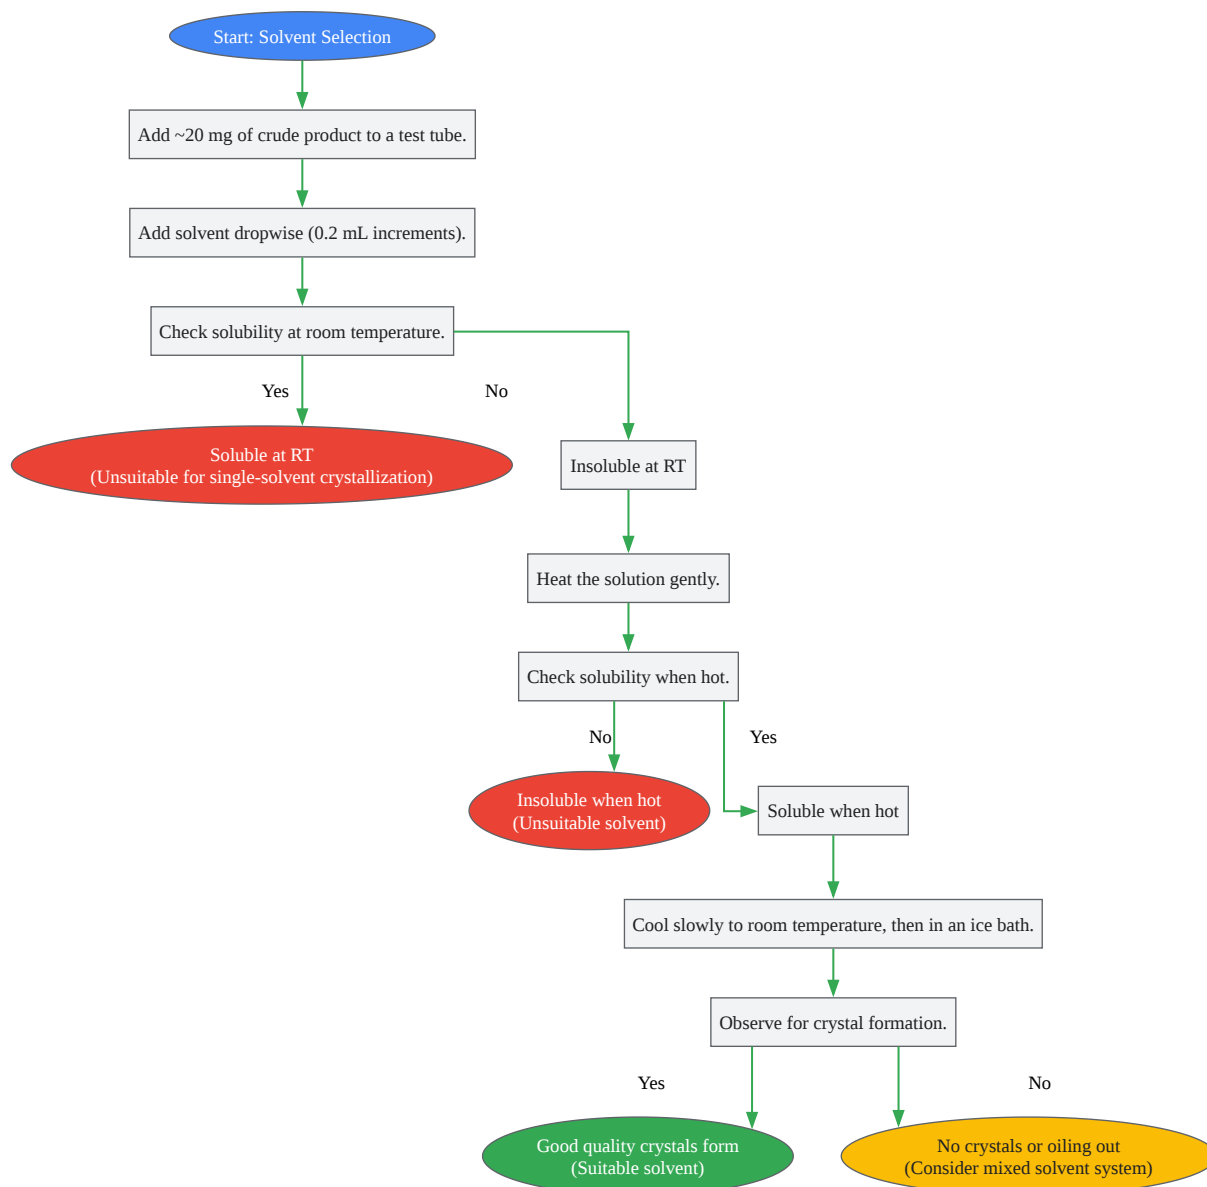 Start: Solvent Selection
Add ~20 mg of crude product to a test tube.
Add solvent dropwise (0.2 mL increments).
Check solubility at room temperature.
Yes
No
Soluble at RT
(Unsuitable for single-solvent crystallization)
Insoluble at RT
Heat the solution gently.
Check solubility when hot.
No
Yes
Insoluble when hot
(Unsuitable solvent)
Soluble when hot
Cool slowly to room temperature, then in an ice bath.
Observe for crystal formation.
Yes
No
Good quality crystals form
(Suitable solvent)
No crystals or oiling out
(Consider mixed solvent system)